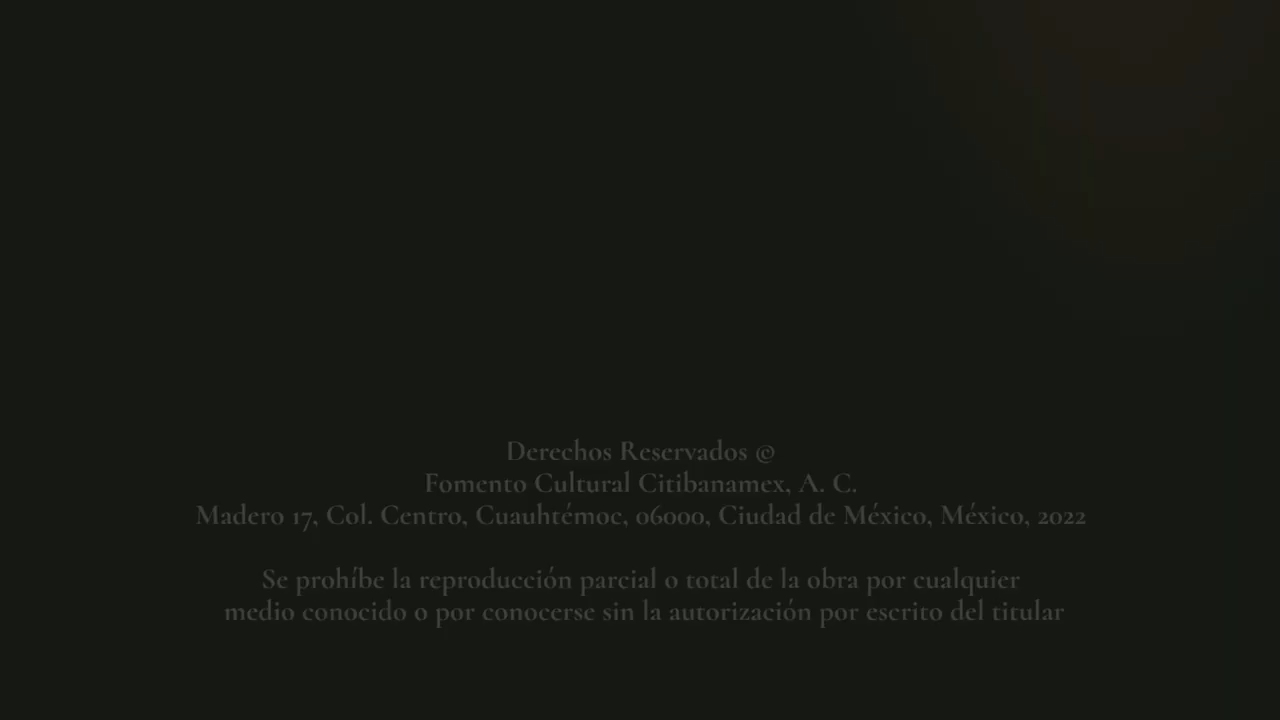 Derechos Reservados ©
Fomento Cultural Citibanamex, A. C.
Madero 17, Col. Centro, Cuauhtémoc, 06000, Ciudad de México, México, 2022
Se prohíbe la reproducción parcial o total de la obra por cualquier
medio conocido o por conocerse sin la autorización por escrito del titular